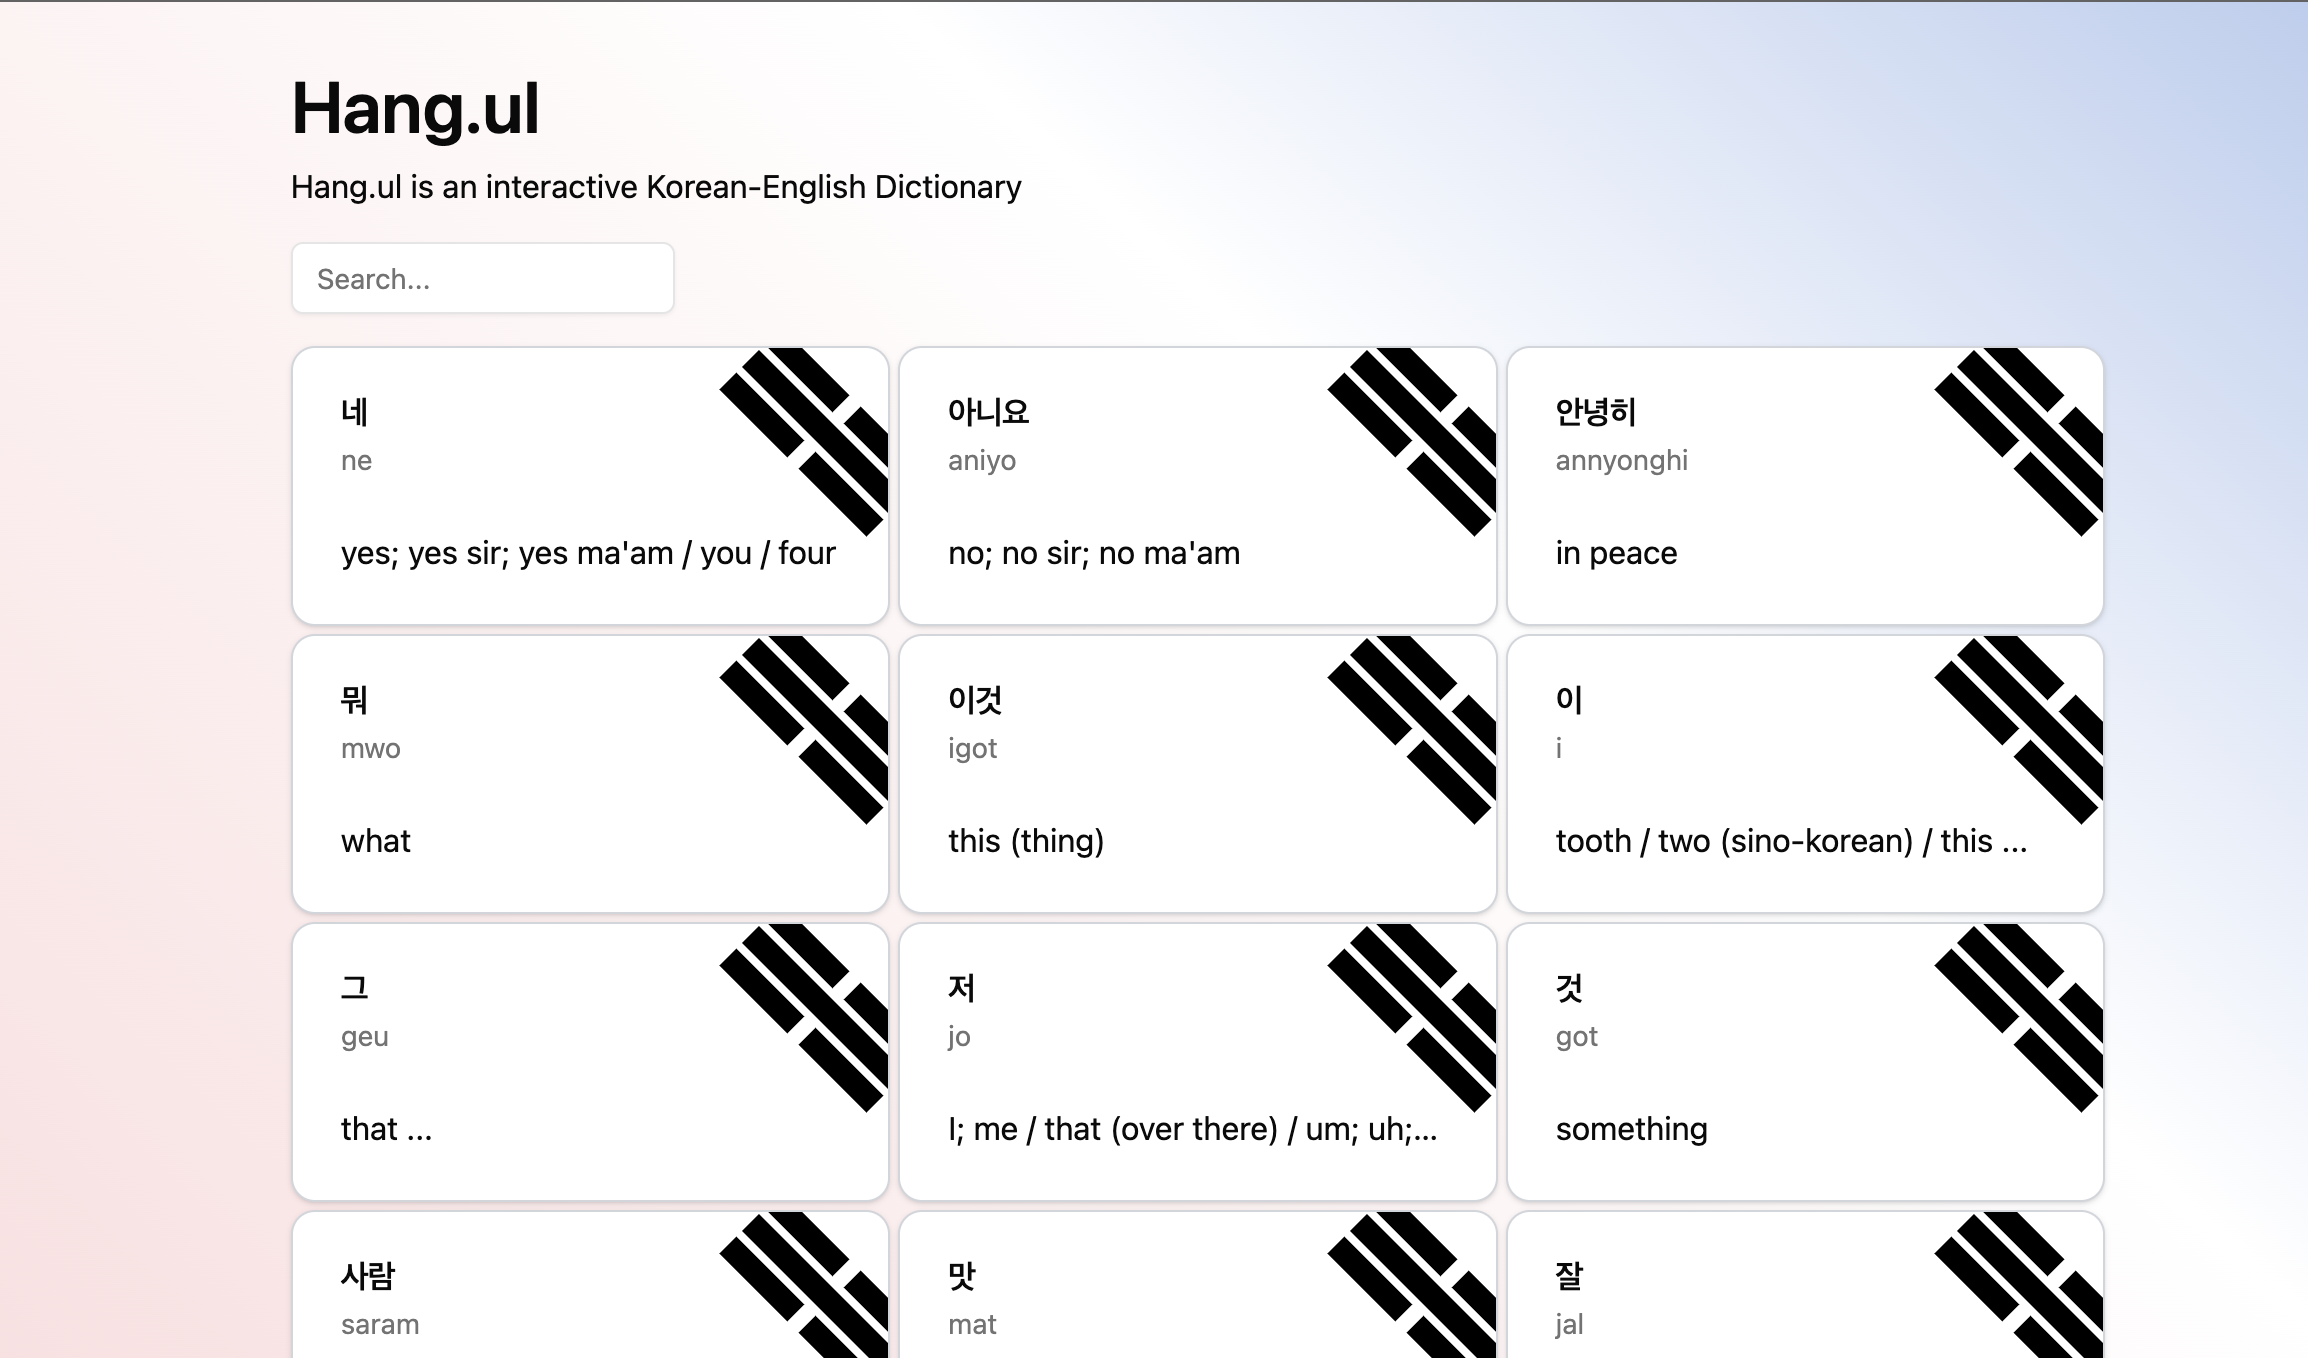 Hang.ul
Hang.ul is an interactive Korean-English Dictionary
Search...
네
ne
yes; yes sir; yes ma'am / you / four
아니요
aniyo
no; no sir; no ma'am
안녕히
annyonghi
in peace
뭐
mwo
what
이것
igot
this (thing)
이
i
tooth / two (sino-korean) / this ...
그
geu
that ...
저
jo
I; me / that (over there) / um; uh;...
것
got
something
사람
saram
맛
mat
잘
jal